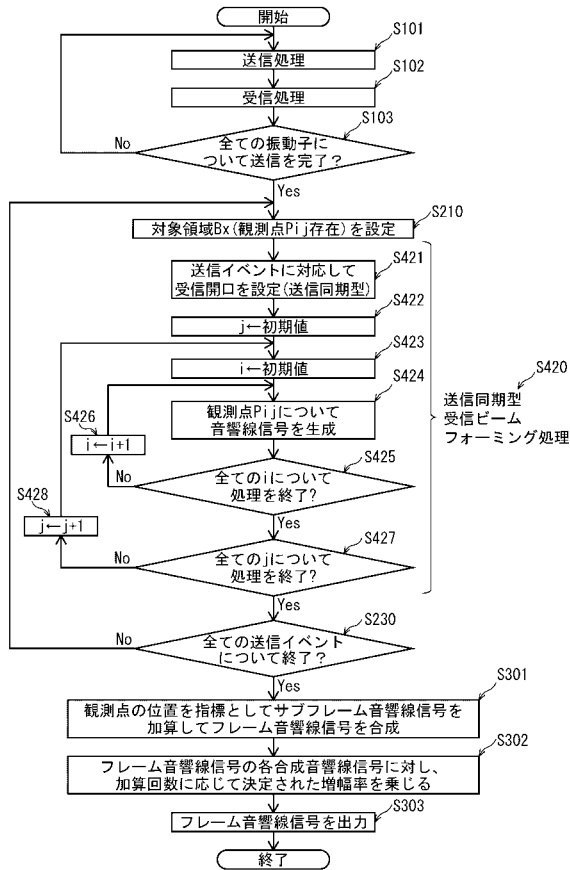 開始
S101
送信処理
S102
受信処理
S103
全ての振動子に
ついて送信を完了?
No
Yes
S210
対象領域Bx(観測点Pij存在)を設定
S421
送信イベントに対応して
受信開口を設定(送信同期型)
S422
j←初期値
S423
i←初期値
S424
観測点Pijについて
音響線信号を生成
S420
送信同期型
受信ビーム
フォーミング処理
S426
i←i+1
S425
全てのiについて
処理を終了?
No
Yes
S428
j←j+1
S427
全てのjについて
処理を終了?
No
Yes
S230
全ての送信イベント
について終了?
No
Yes
S301
観測点の位置を指標としてサブフレーム音響線信号を
加算してフレーム音響線信号を合成
S302
フレーム音響線信号の各合成音響線信号に対し、
加算回数に応じて決定された増幅率を乗じる
S303
フレーム音響線信号を出力
終了